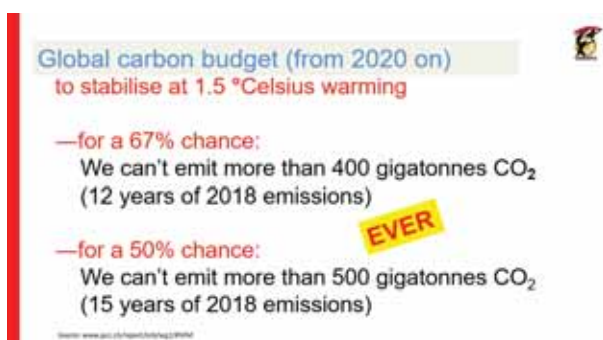 Global carbon budget (from 2020 on)
to stabilise at 1.5 °Celsius warming
—for a 67% chance:
We can't emit more than 400 gigatonnes CO₂
(12 years of 2018 emissions)
EVER
—for a 50% chance:
We can't emit more than 500 gigatonnes CO₂
(15 years of 2018 emissions)